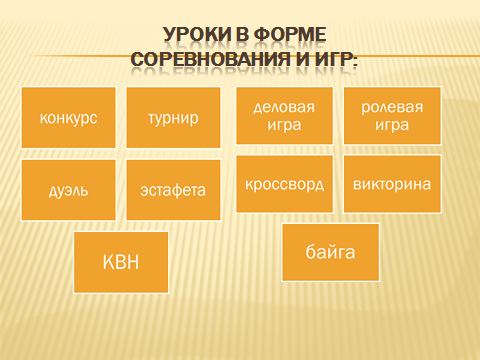 УРОКИ В ФОРМЕ
СОРЕВНОВАНИЯ И ИГР:
конкурс
турнир
дуэль
эстафета
КВН
деловая
игра
ролевая
игра
кроссворд
викторина
байга